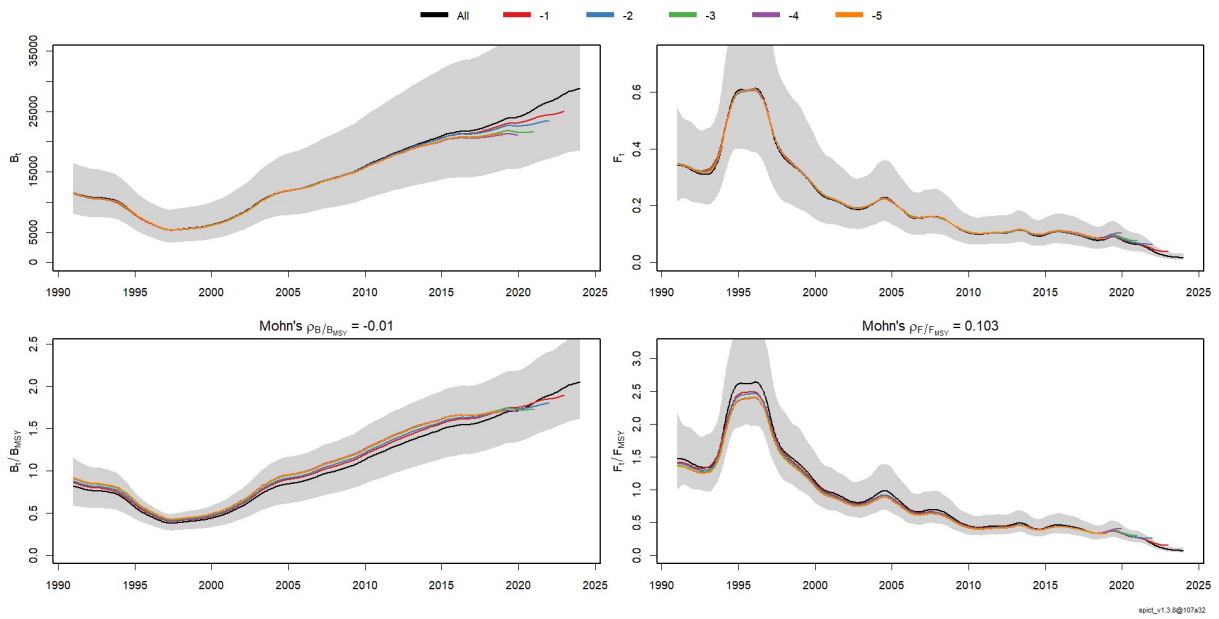 All -1 -2 -3 -4 -5
Bt
0 5000 15000 25000 35000
1990 1995 2000 2005 2010 2015 2020 2025
Ft
0.0 0.2 0.4 0.6
1990 1995 2000 2005 2010 2015 2020 2025
Mohn's ρB/BMSY = -0.01
Bt/BMSY
0.0 0.5 1.0 1.5 2.0 2.5
1990 1995 2000 2005 2010 2015 2020 2025
Mohn's ρF/FMSY = 0.103
Ft/FMSY
0.0 0.5 1.0 1.5 2.0 2.5 3.0
1990 1995 2000 2005 2010 2015 2020 2025
spict_v1.3.8@107a32